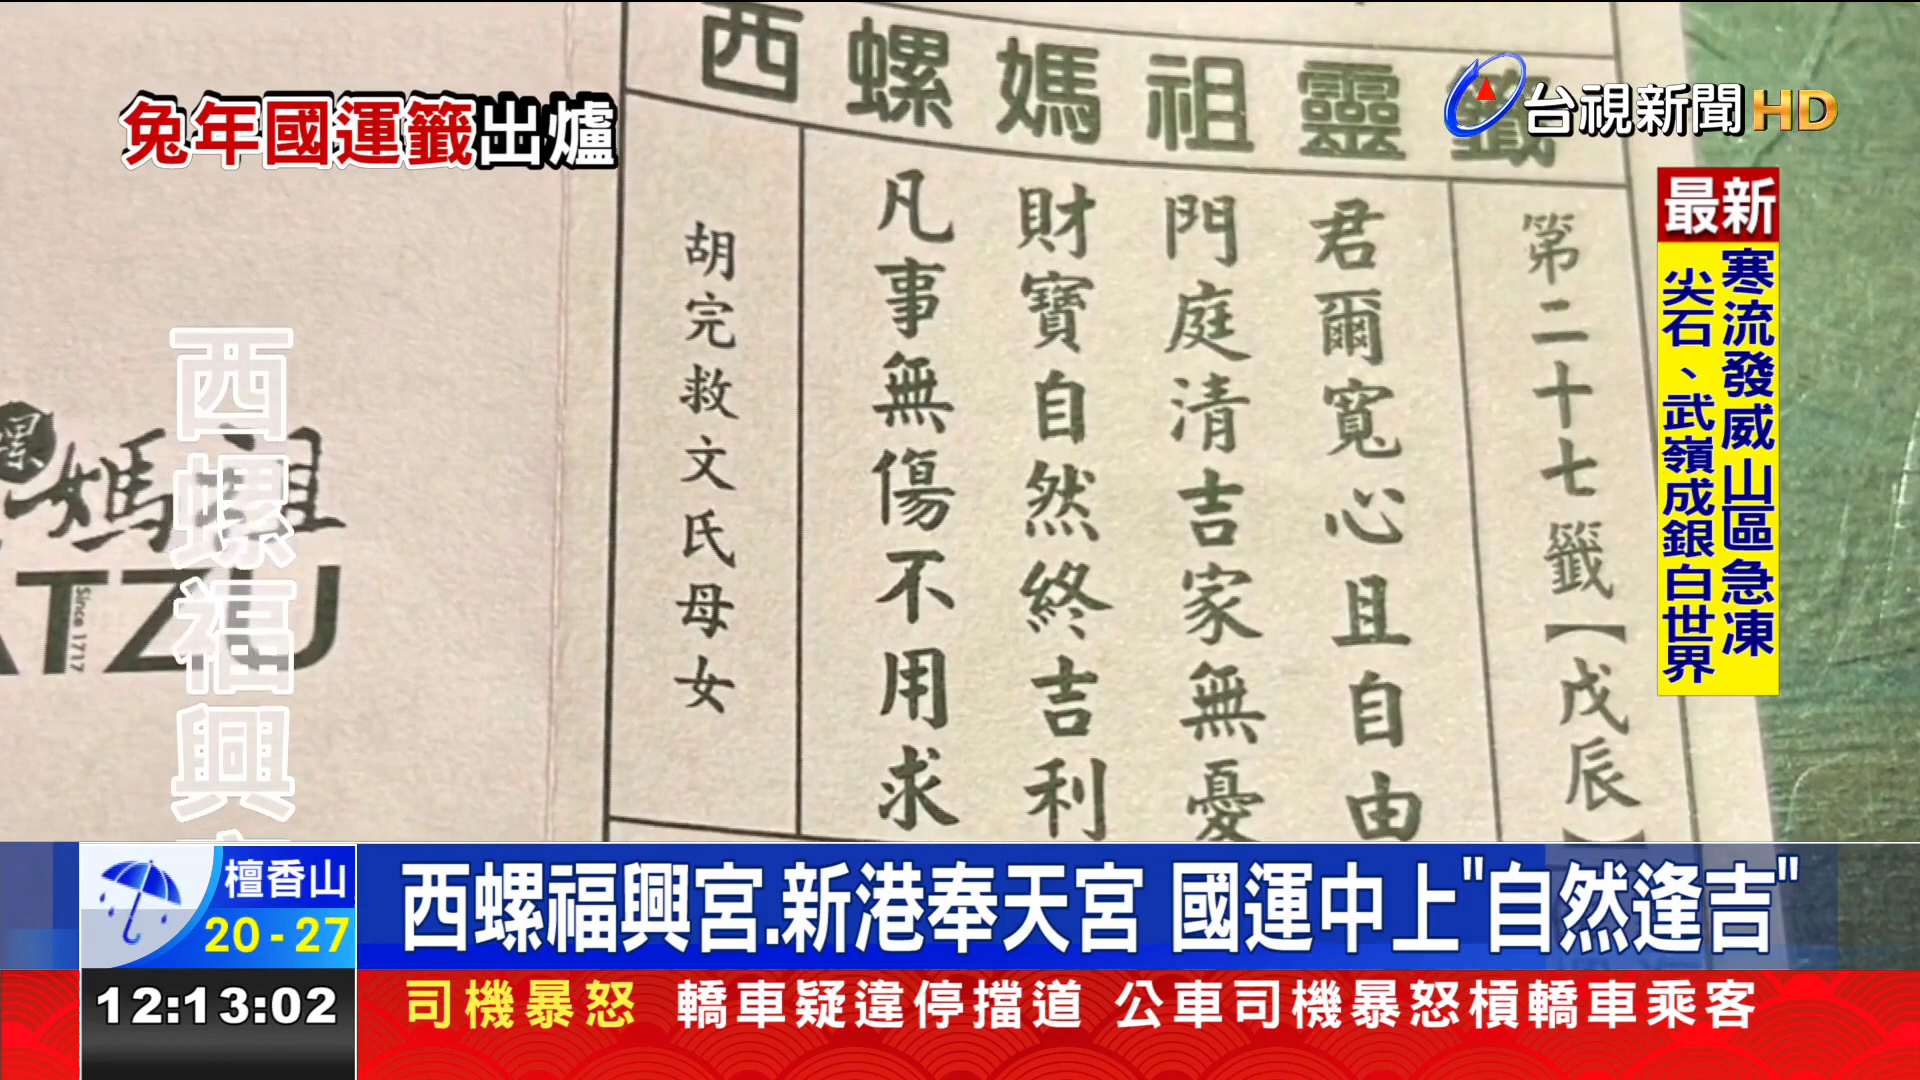 兔年國運籤出爐
台視新聞HD
最新
寒流發威山區急凍
尖石、武嶺成銀白世界
西螺媽祖靈籤
第二十七籤【戊辰】
君爾寬心且自由
門庭清吉家無憂
財寶自然終吉利
凡事無傷不用求
胡完救文氏母女
螺
媽祖
ATZU
Since 1717
西螺福興
檀香山
20-27
12:13:02
西螺福興宮.新港奉天宮 國運中上"自然逢吉"
司機暴怒 轎車疑違停擋道 公車司機暴怒槓轎車乘客